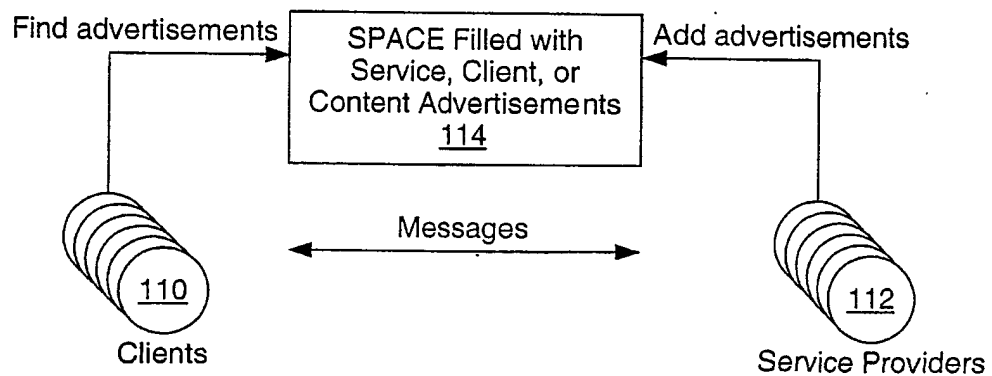 Find advertisements
SPACE Filled with
Service, Client, or
Content Advertisements
114
Add advertisements
Messages
110
Clients
112
Service Providers